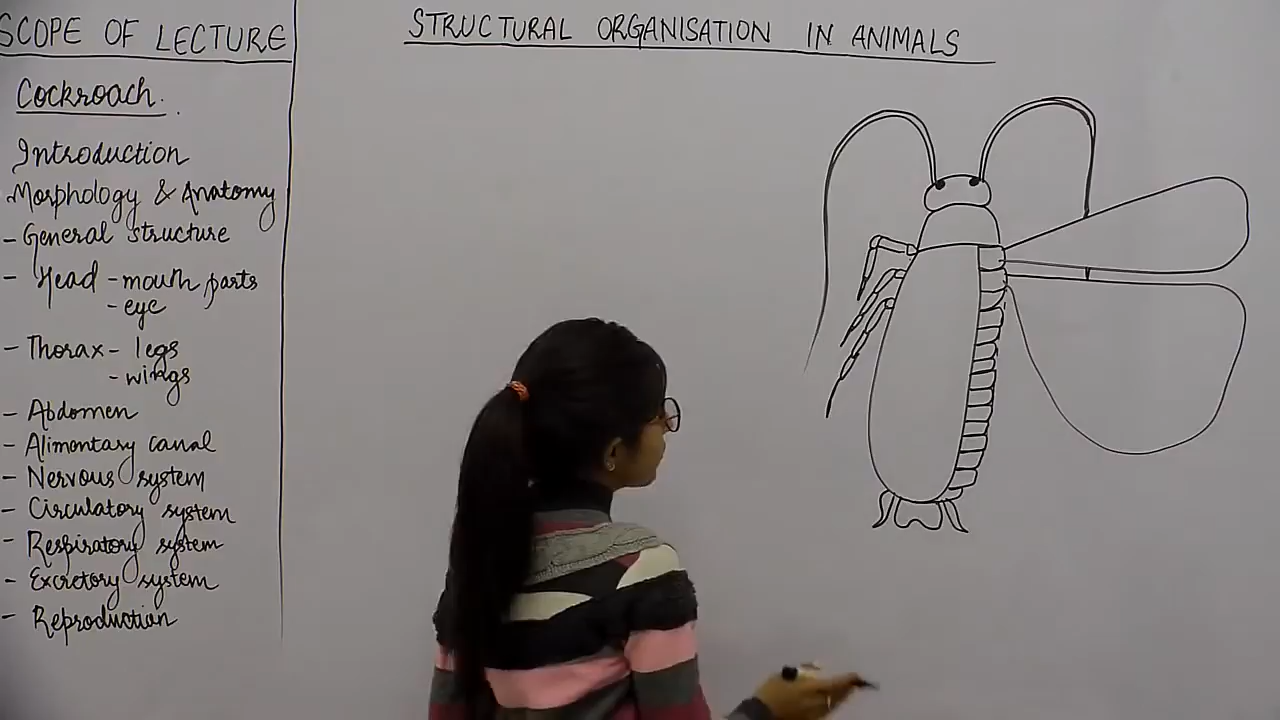 SCOPE OF LECTURE
STRUCTURAL ORGANISATION IN ANIMALS
Cockroach.
Introduction
Morphology & Anatomy
- General structure
- Head - mouth parts
- eye
- Thorax - legs
- wings
- Abdomen
- Alimentary canal
- Nervous system
- Circulatory system
- Respiratory system
- Excretory system
- Reproduction